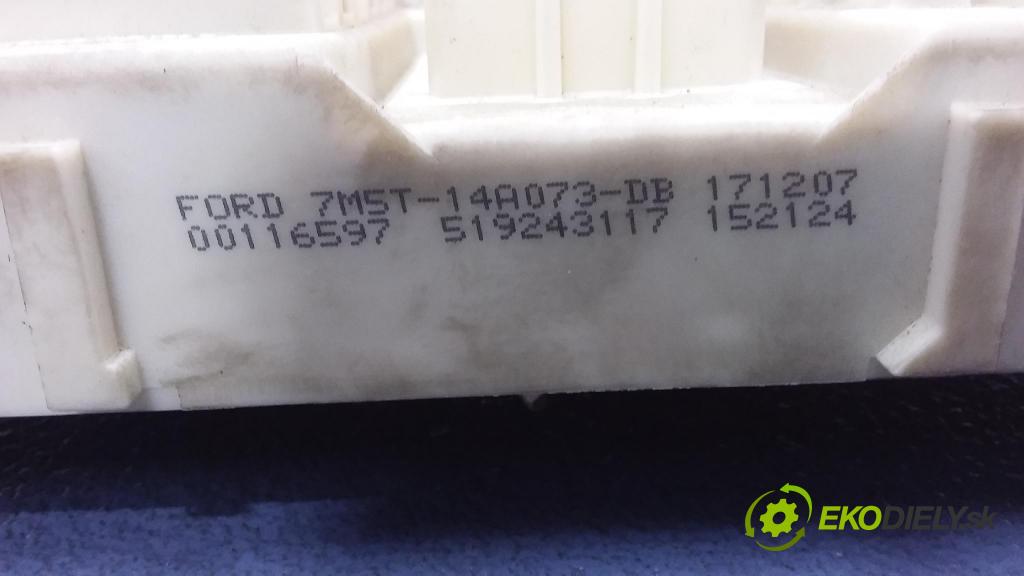 FORD 7M5T-14A073-DB 171207
00116597 519243117 152124
EKODIELY.sk